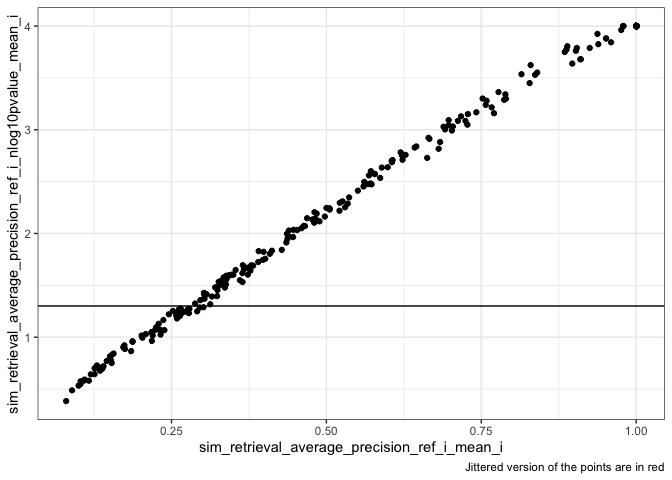 sim_retrieval_average_precision_ref_i_nlog10pvalue_mean_i
4
3
2
1
0.25
0.50
0.75
1.00
sim_retrieval_average_precision_ref_i_mean_i
Jittered version of the points are in red